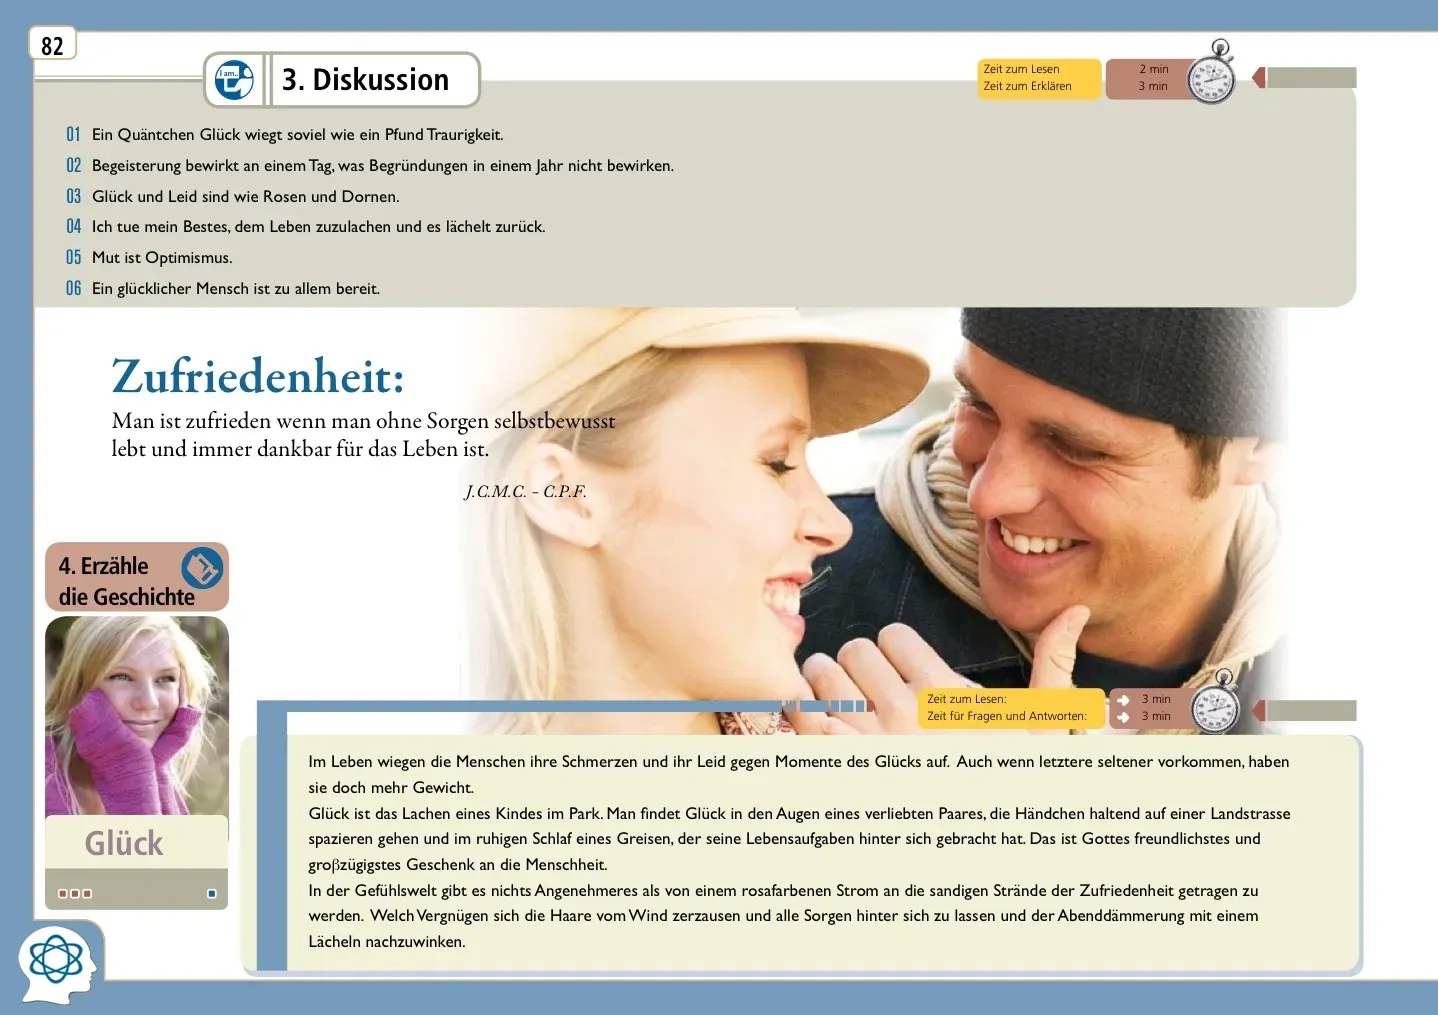 82
I am...
3. Diskussion
Zeit zum Lesen 2 min
Zeit zum Erklären 3 min
01 Ein Quäntchen Glück wiegt soviel wie ein Pfund Traurigkeit.
02 Begeisterung bewirkt an einem Tag, was Begründungen in einem Jahr nicht bewirken.
03 Glück und Leid sind wie Rosen und Dornen.
04 Ich tue mein Bestes, dem Leben zuzulachen und es lächelt zurück.
05 Mut ist Optimismus.
06 Ein glücklicher Mensch ist zu allem bereit.
Zufriedenheit:
Man ist zufrieden wenn man ohne Sorgen selbstbewusst
lebt und immer dankbar für das Leben ist.
J.C.M.C. - C.P.F.
4. Erzähle
die Geschichte
Glück
Zeit zum Lesen: 3 min
Zeit für Fragen und Antworten: 3 min
Im Leben wiegen die Menschen ihre Schmerzen und ihr Leid gegen Momente des Glücks auf. Auch wenn letztere seltener vorkommen, haben
sie doch mehr Gewicht.
Glück ist das Lachen eines Kindes im Park. Man findet Glück in den Augen eines verliebten Paares, die Händchen haltend auf einer Landstrasse
spazieren gehen und im ruhigen Schlaf eines Greisen, der seine Lebensaufgaben hinter sich gebracht hat. Das ist Gottes freundlichstes und
groβzügigstes Geschenk an die Menschheit.
In der Gefühlswelt gibt es nichts Angenehmeres als von einem rosafarbenen Strom an die sandigen Strände der Zufriedenheit getragen zu
werden. Welch Vergnügen sich die Haare vom Wind zerzausen und alle Sorgen hinter sich zu lassen und der Abenddämmerung mit einem
Lächeln nachzuwinken.